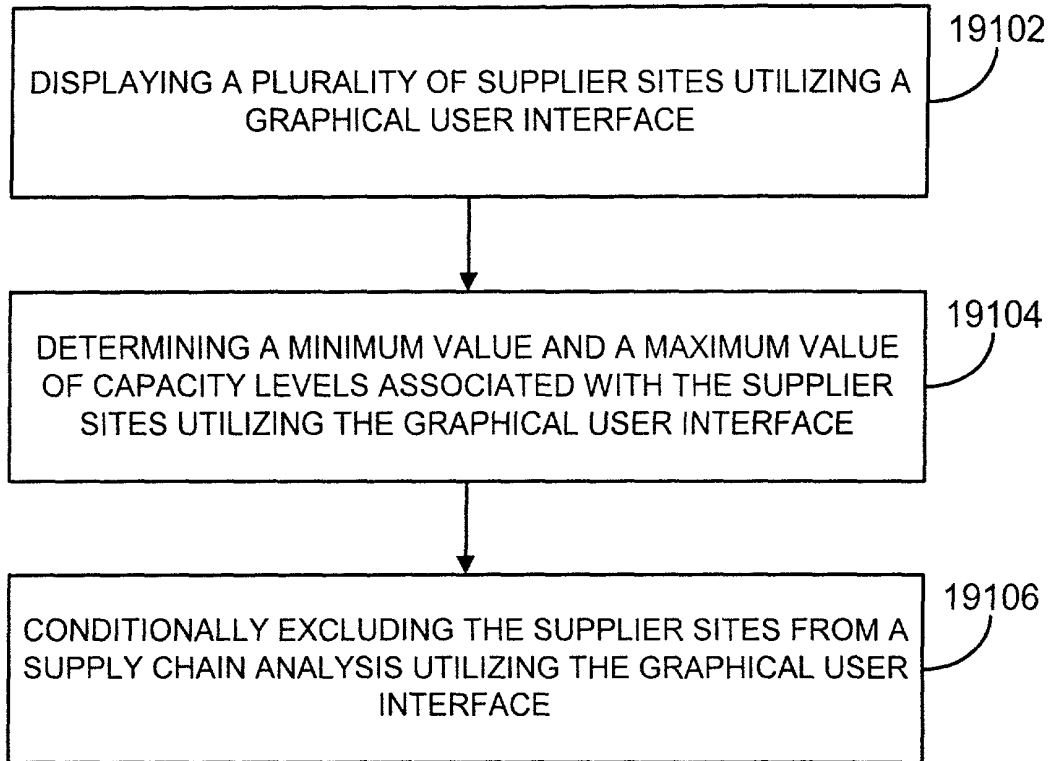 19102
DISPLAYING A PLURALITY OF SUPPLIER SITES UTILIZING A
GRAPHICAL USER INTERFACE
19104
DETERMINING A MINIMUM VALUE AND A MAXIMUM VALUE
OF CAPACITY LEVELS ASSOCIATED WITH THE SUPPLIER
SITES UTILIZING THE GRAPHICAL USER INTERFACE
19106
CONDITIONALLY EXCLUDING THE SUPPLIER SITES FROM A
SUPPLY CHAIN ANALYSIS UTILIZING THE GRAPHICAL USER
INTERFACE